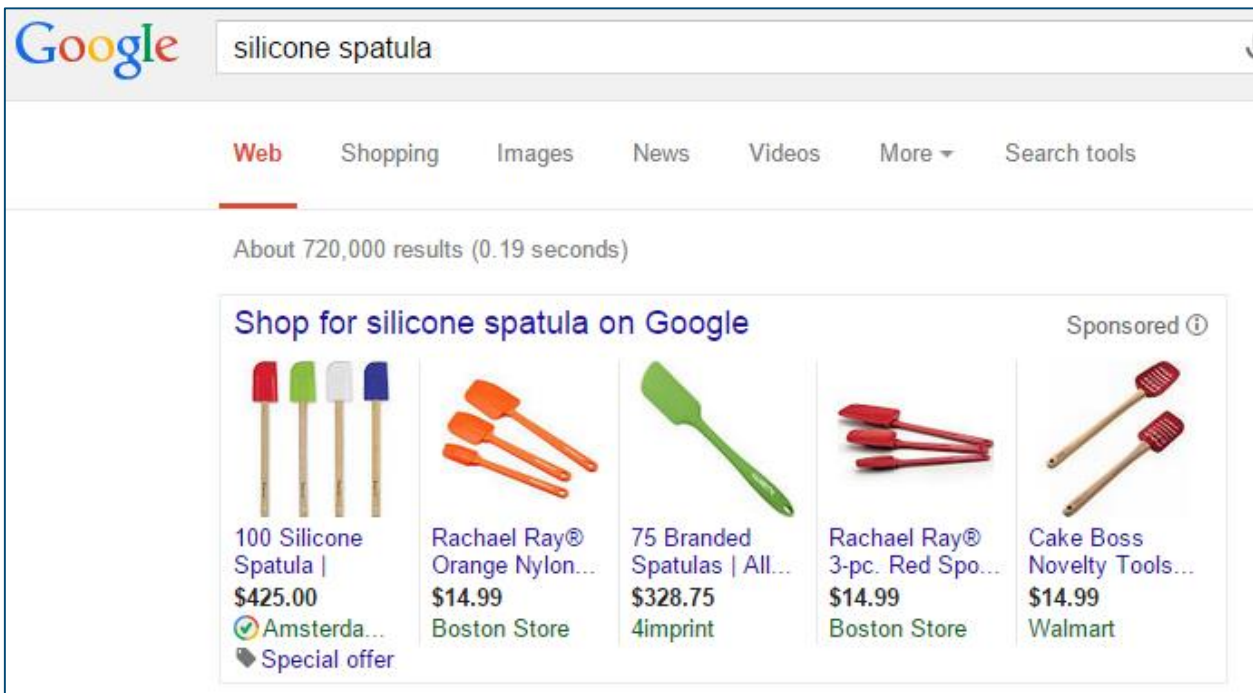 Google silicone spatula
Web Shopping Images News Videos More Search tools
About 720,000 results (0.19 seconds)
Shop for silicone spatula on Google Sponsored
100 Silicone
Spatula |
$425.00
Amsterda...
Special offer
Rachael Ray®
Orange Nylon...
$14.99
Boston Store
75 Branded
Spatulas | All...
$328.75
4imprint
Rachael Ray®
3-pc. Red Spo...
$14.99
Boston Store
Cake Boss
Novelty Tools...
$14.99
Walmart